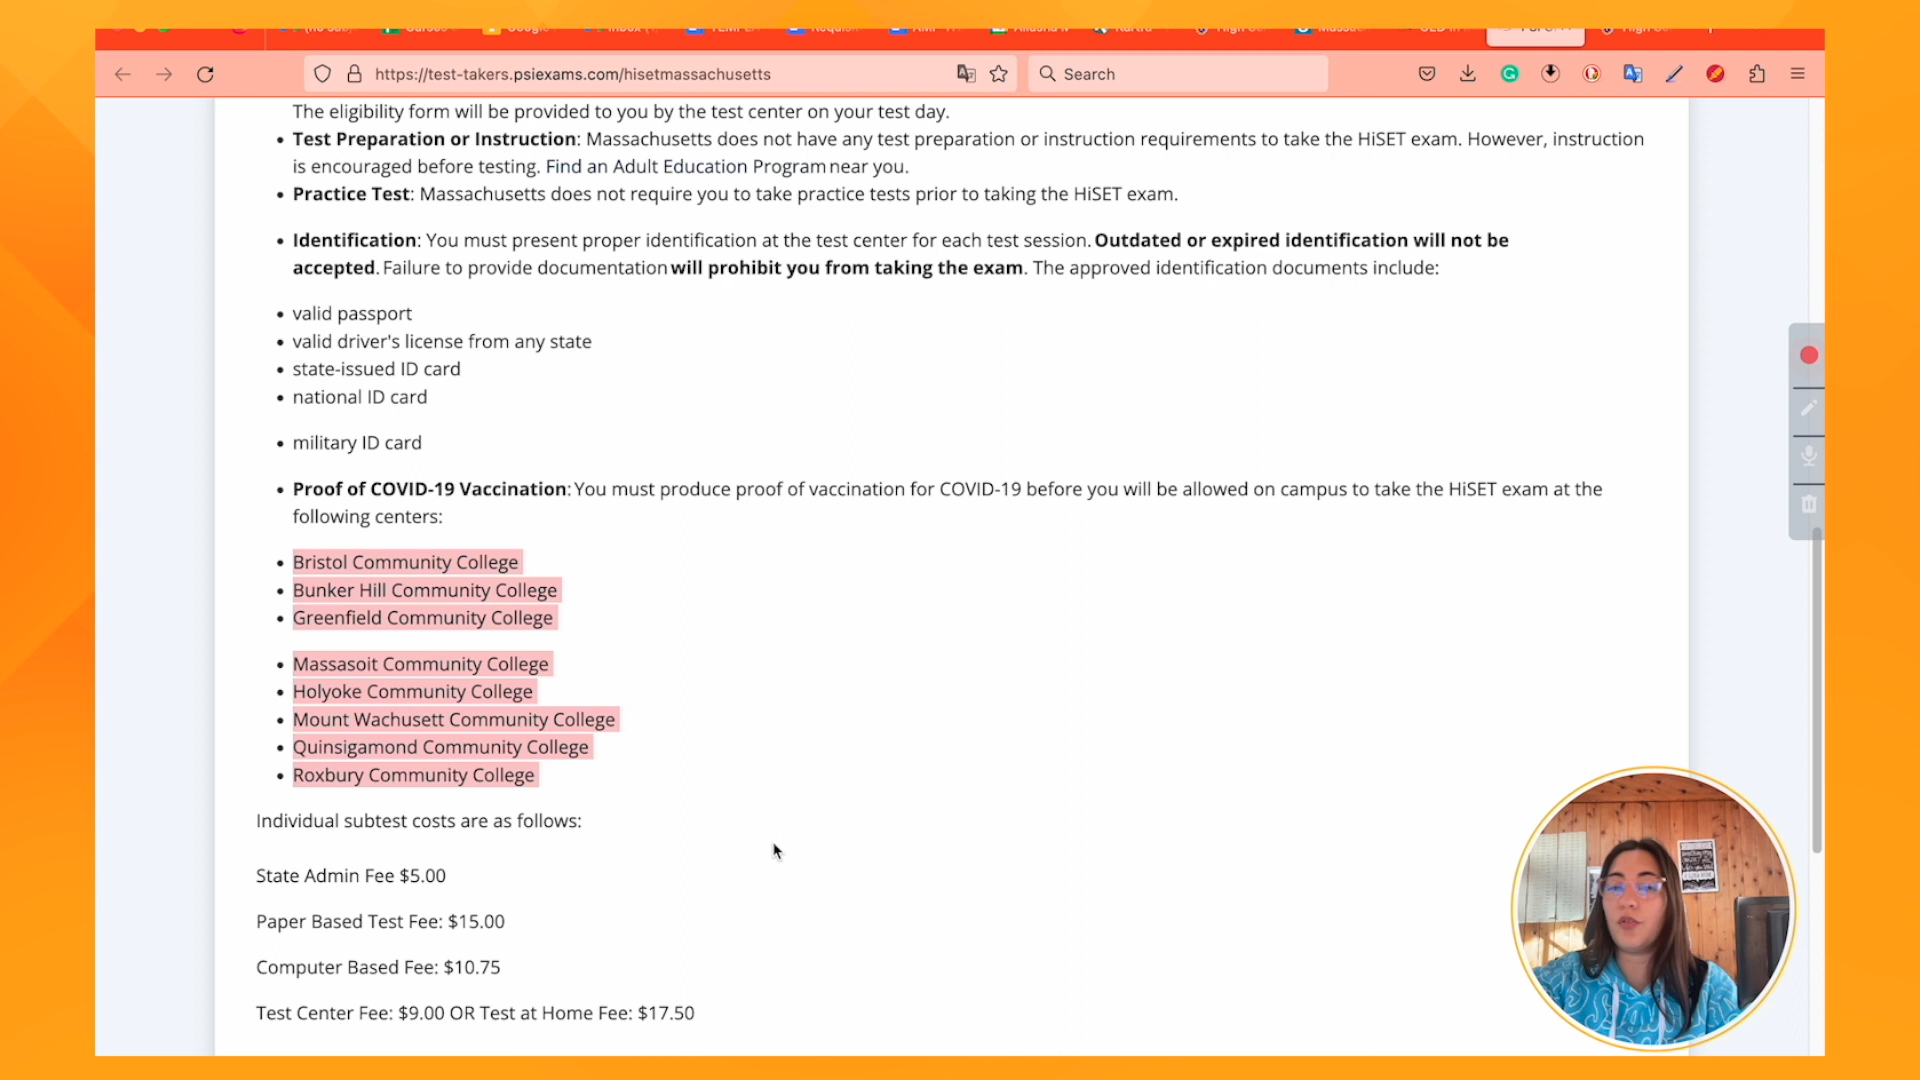 https://test-takers.psiexams.com/hisetmassachusetts
Search
The eligibility form will be provided to you by the test center on your test day.
• Test Preparation or Instruction: Massachusetts does not have any test preparation or instruction requirements to take the HiSET exam. However, instruction
is encouraged before testing. Find an Adult Education Program near you.
• Practice Test: Massachusetts does not require you to take practice tests prior to taking the HiSET exam.
• Identification: You must present proper identification at the test center for each test session. Outdated or expired identification will not be
accepted. Failure to provide documentation will prohibit you from taking the exam. The approved identification documents include:
• valid passport
• valid driver's license from any state
• state-issued ID card
• national ID card
• military ID card
• Proof of COVID-19 Vaccination: You must produce proof of vaccination for COVID-19 before you will be allowed on campus to take the HiSET exam at the
following centers:
• Bristol Community College
• Bunker Hill Community College
• Greenfield Community College
• Massasoit Community College
• Holyoke Community College
• Mount Wachusett Community College
• Quinsigamond Community College
• Roxbury Community College
Individual subtest costs are as follows:
State Admin Fee $5.00
Paper Based Test Fee: $15.00
Computer Based Fee: $10.75
Test Center Fee: $9.00 OR Test at Home Fee: $17.50